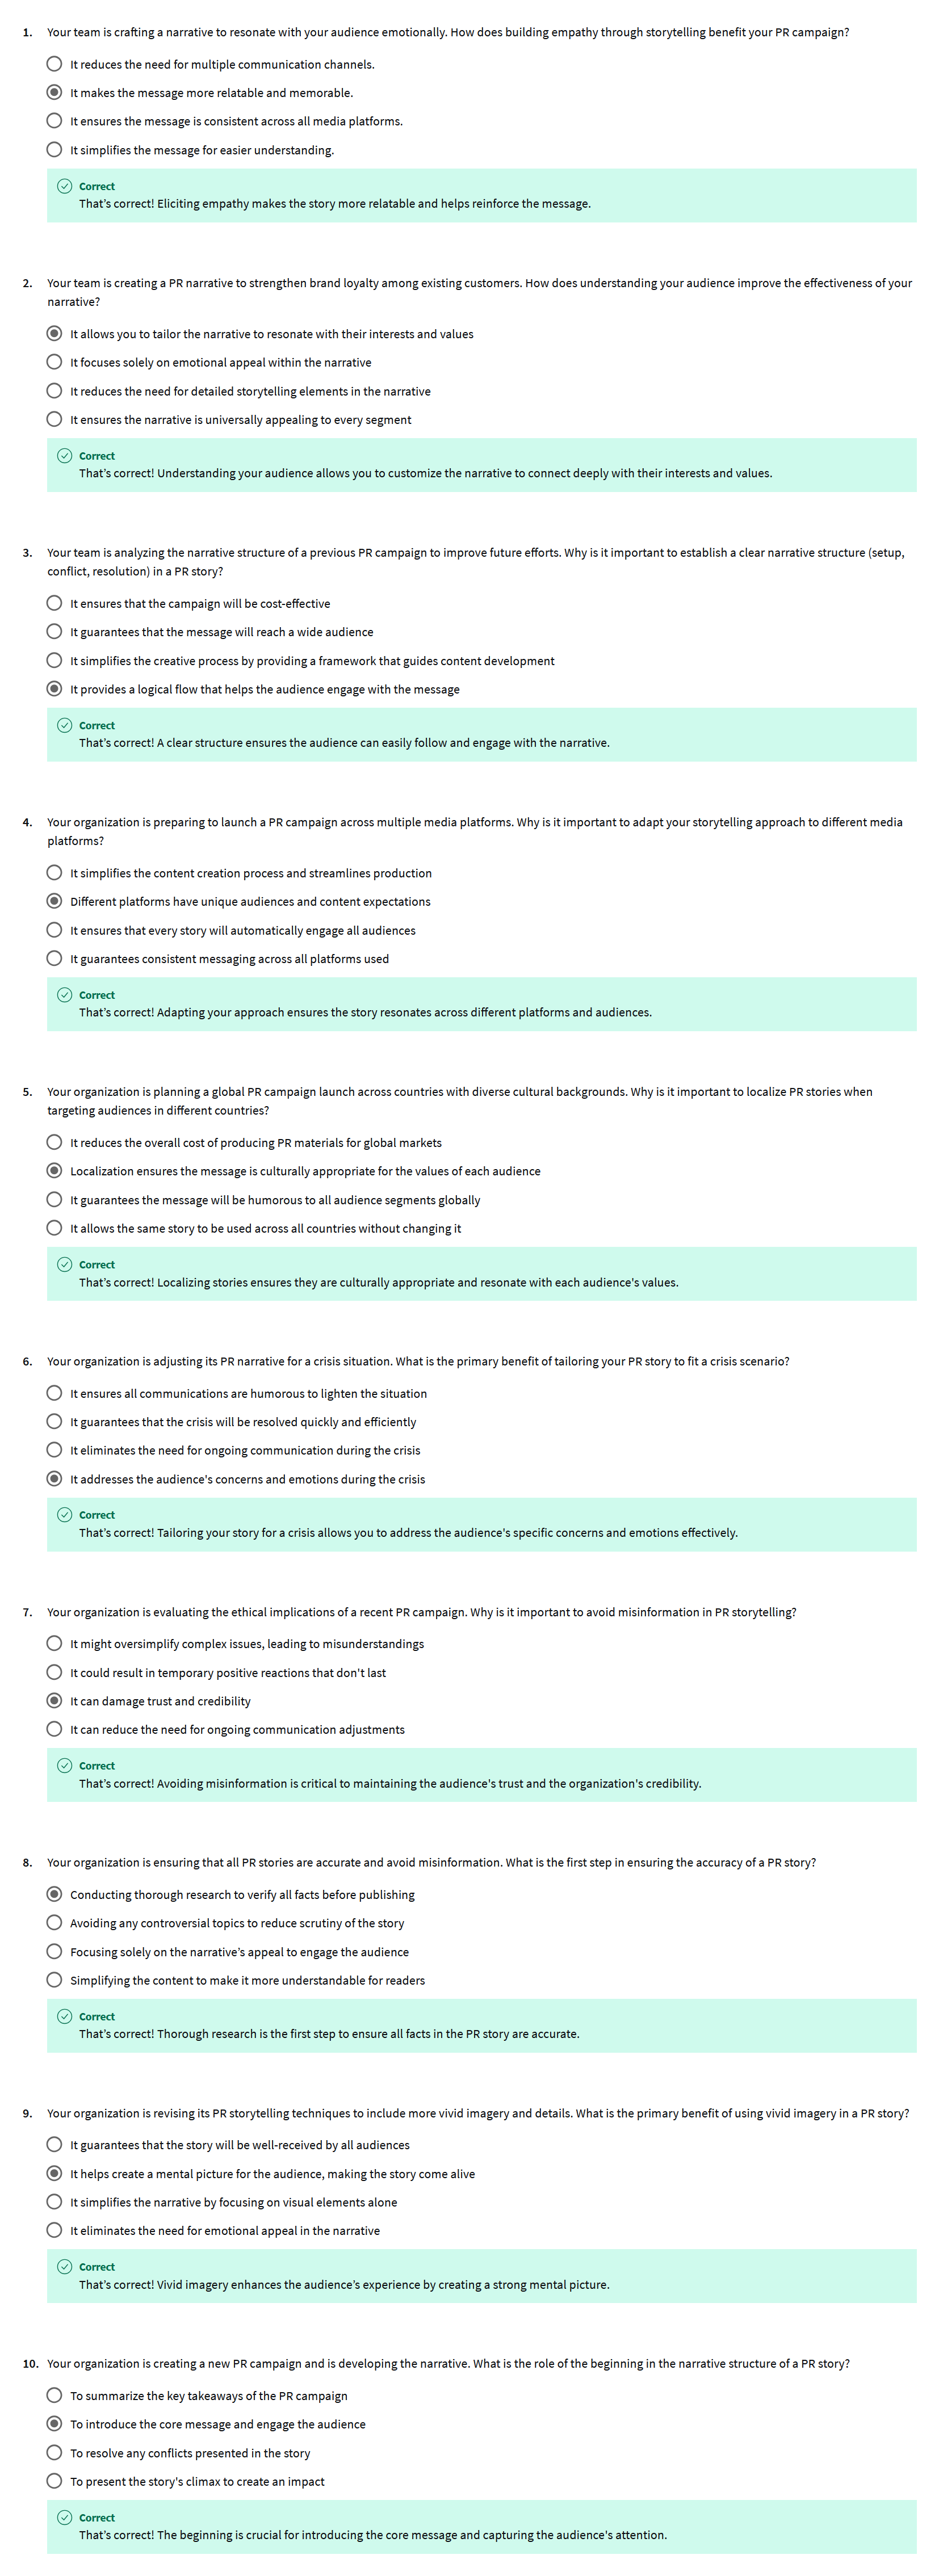 1. Your team is crafting a narrative to resonate with your audience emotionally. How does building empathy through storytelling benefit your PR campaign?
It reduces the need for multiple communication channels.
It makes the message more relatable and memorable.
It ensures the message is consistent across all media platforms.
It simplifies the message for easier understanding.
Correct
That's correct! Eliciting empathy makes the story more relatable and helps reinforce the message.
2. Your team is creating a PR narrative to strengthen brand loyalty among existing customers. How does understanding your audience improve the effectiveness of your
narrative?
It allows you to tailor the narrative to resonate with their interests and values
It focuses solely on emotional appeal within the narrative
It reduces the need for detailed storytelling elements in the narrative
It ensures the narrative is universally appealing to every segment
Correct
That's correct! Understanding your audience allows you to customize the narrative to connect deeply with their interests and values.
3. Your team is analyzing the narrative structure of a previous PR campaign to improve future efforts. Why is it important to establish a clear narrative structure (setup,
conflict, resolution) in a PR story?
It ensures that the campaign will be cost-effective
It guarantees that the message will reach a wide audience
It simplifies the creative process by providing a framework that guides content development
It provides a logical flow that helps the audience engage with the message
Correct
That's correct! A clear structure ensures the audience can easily follow and engage with the narrative.
4. Your organization is preparing to launch a PR campaign across multiple media platforms. Why is it important to adapt your storytelling approach to different media
platforms?
It simplifies the content creation process and streamlines production
Different platforms have unique audiences and content expectations
It ensures that every story will automatically engage all audiences
It guarantees consistent messaging across all platforms used
Correct
That's correct! Adapting your approach ensures the story resonates across different platforms and audiences.
5. Your organization is planning a global PR campaign launch across countries with diverse cultural backgrounds. Why is it important to localize PR stories when
targeting audiences in different countries?
It reduces the overall cost of producing PR materials for global markets
Localization ensures the message is culturally appropriate for the values of each audience
It guarantees the message will be humorous to all audience segments globally
It allows the same story to be used across all countries without changing it
Correct
That's correct! Localizing stories ensures they are culturally appropriate and resonate with each audience's values.
6. Your organization is adjusting its PR narrative for a crisis situation. What is the primary benefit of tailoring your PR story to fit a crisis scenario?
It ensures all communications are humorous to lighten the situation
It guarantees that the crisis will be resolved quickly and efficiently
It eliminates the need for ongoing communication during the crisis
It addresses the audience's concerns and emotions during the crisis
Correct
That's correct! Tailoring your story for a crisis allows you to address the audience's specific concerns and emotions effectively.
7. Your organization is evaluating the ethical implications of a recent PR campaign. Why is it important to avoid misinformation in PR storytelling?
It might oversimplify complex issues, leading to misunderstandings
It could result in temporary positive reactions that don't last
It can damage trust and credibility
It can reduce the need for ongoing communication adjustments
Correct
That's correct! Avoiding misinformation is critical to maintaining the audience's trust and the organization's credibility.
8. Your organization is ensuring that all PR stories are accurate and avoid misinformation. What is the first step in ensuring the accuracy of a PR story?
Conducting thorough research to verify all facts before publishing
Avoiding any controversial topics to reduce scrutiny of the story
Focusing solely on the narrative's appeal to engage the audience
Simplifying the content to make it more understandable for readers
Correct
That's correct! Thorough research is the first step to ensure all facts in the PR story are accurate.
9. Your organization is revising its PR storytelling techniques to include more vivid imagery and details. What is the primary benefit of using vivid imagery in a PR story?
It guarantees that the story will be well-received by all audiences
It helps create a mental picture for the audience, making the story come alive
It simplifies the narrative by focusing on visual elements alone
It eliminates the need for emotional appeal in the narrative
Correct
That's correct! Vivid imagery enhances the audience's experience by creating a strong mental picture.
10. Your organization is creating a new PR campaign and is developing the narrative. What is the role of the beginning in the narrative structure of a PR story?
To summarize the key takeaways of the PR campaign
To introduce the core message and engage the audience
To resolve any conflicts presented in the story
To present the story's climax to create an impact
Correct
That's correct! The beginning is crucial for introducing the core message and capturing the audience's attention.